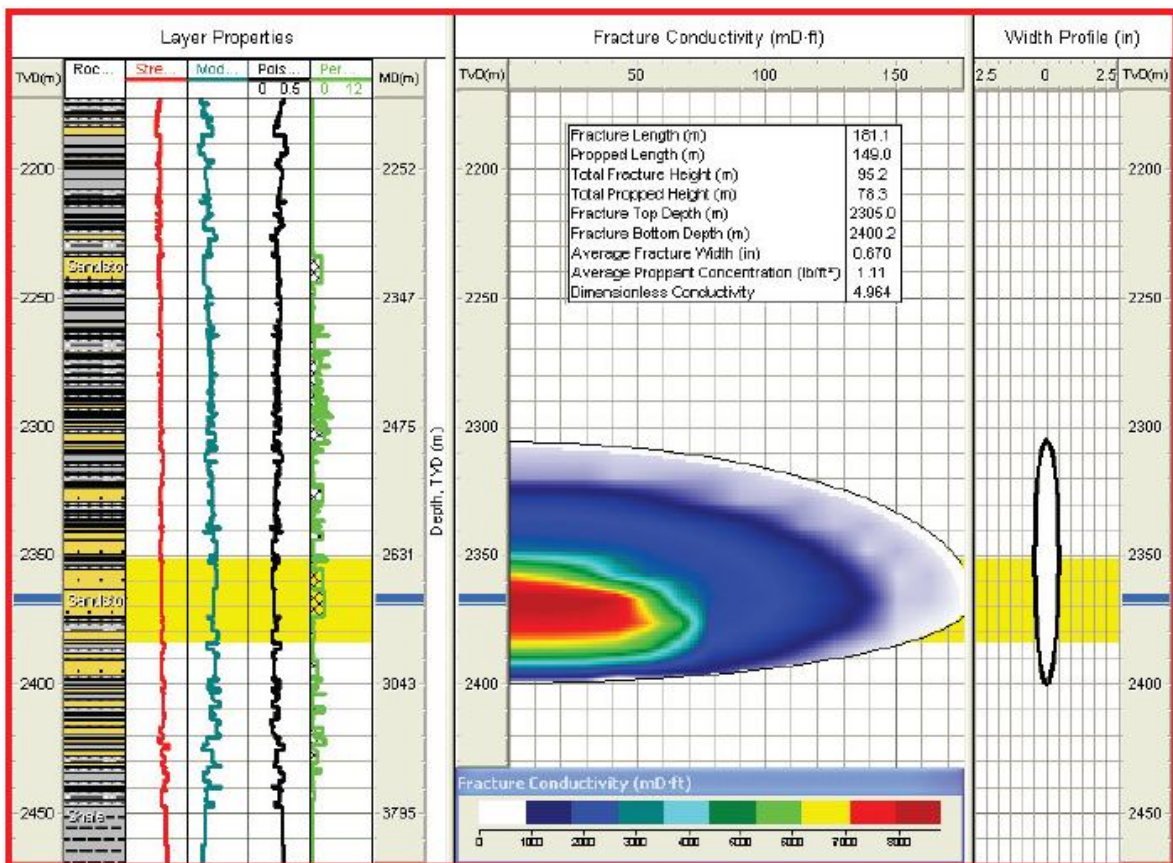 Layer Properties
Fracture Conductivity (mD·ft)
Width Profile (in)
TVD(m) Roc... Stre... Mod... Pois... Per... MD(m) TVD(m) 50 100 150 2.5 0 2.5 TVD(m)
0 0.5 0 12
Fracture Length (m) 181.1
Propped Length (m) 149.0
Total Fracture Height (m) 95.2
Total Propped Height (m) 78.3
Fracture Top Depth (m) 2305.0
Fracture Bottom Depth (m) 2400.2
Average Fracture Width (in) 0.670
Average Proppant Concentration (lb/ft²) 1.11
Dimensionless Conductivity 4.964
2200 2252 2200 2200
Sandsto
2250 2347 2250 2250
2300 2475 2300 2300
Depth, TVD (m)
2350 2631 2350 2350
Sandsto
2400 3043 2400 2400
2450 3795 2450
Shale
Fracture Conductivity (mD·ft)
0 1000 2000 3000 4000 5000 6000 7000 8000